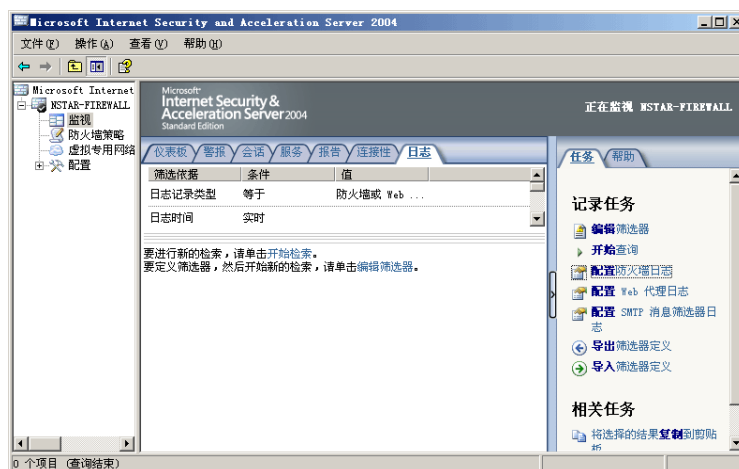 Microsoft Internet Security and Acceleration Server 2004
文件(F) 操作(A) 查看(V) 帮助(H)
Microsoft Internet
NSTAR-FIREWALL
监视
防火墙策略
虚拟专用网络
配置
Microsoft
Internet Security &
Acceleration Server 2004
Standard Edition
正在监视 NSTAR-FIREWALL
仪表板 警报 会话 服务 报告 连接性 日志
筛选依据 条件 值
日志记录类型 等于 防火墙或 Web ...
日志时间 实时
要进行新的检索，请单击开始检索。
要定义筛选器，然后开始新的检索，请单击编辑筛选器。
任务 帮助
记录任务
编辑筛选器
开始查询
配置防火墙日志
配置 Web 代理日志
配置 SMTP 消息筛选器日
志
导出筛选器定义
导入筛选器定义
相关任务
将选择的结果复制到剪贴
板
0 个项目 (查询结束)